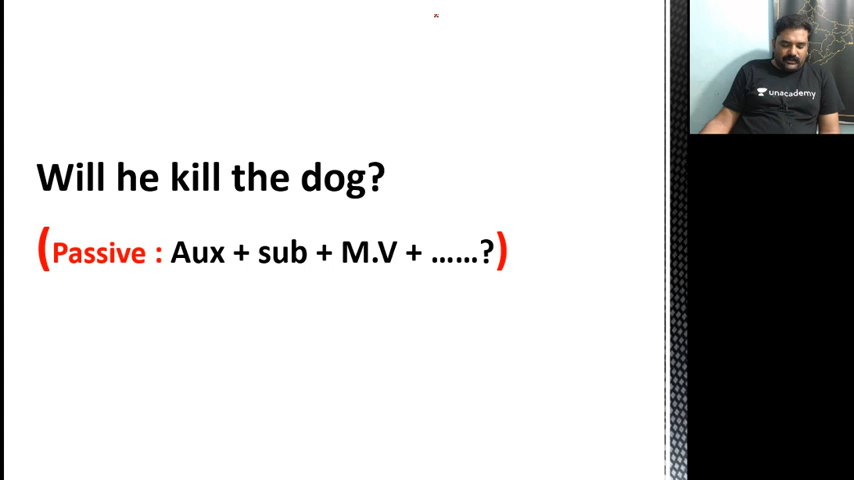 unacademy
Will he kill the dog?
(Passive : Aux + sub + M.V + ......?)